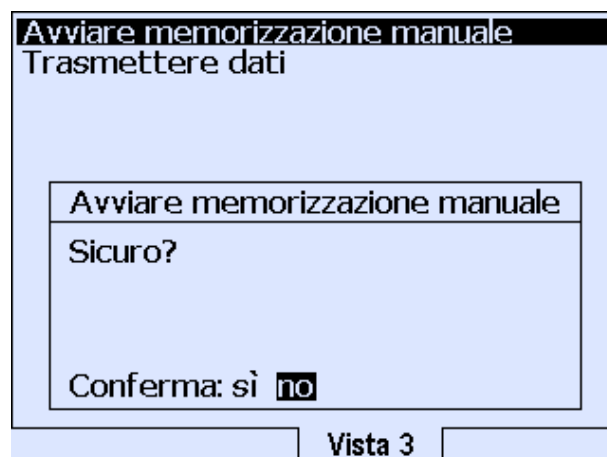 Avviare memorizzazione manuale
Trasmettere dati
Avviare memorizzazione manuale
Sicuro?
Conferma: sì no
Vista 3